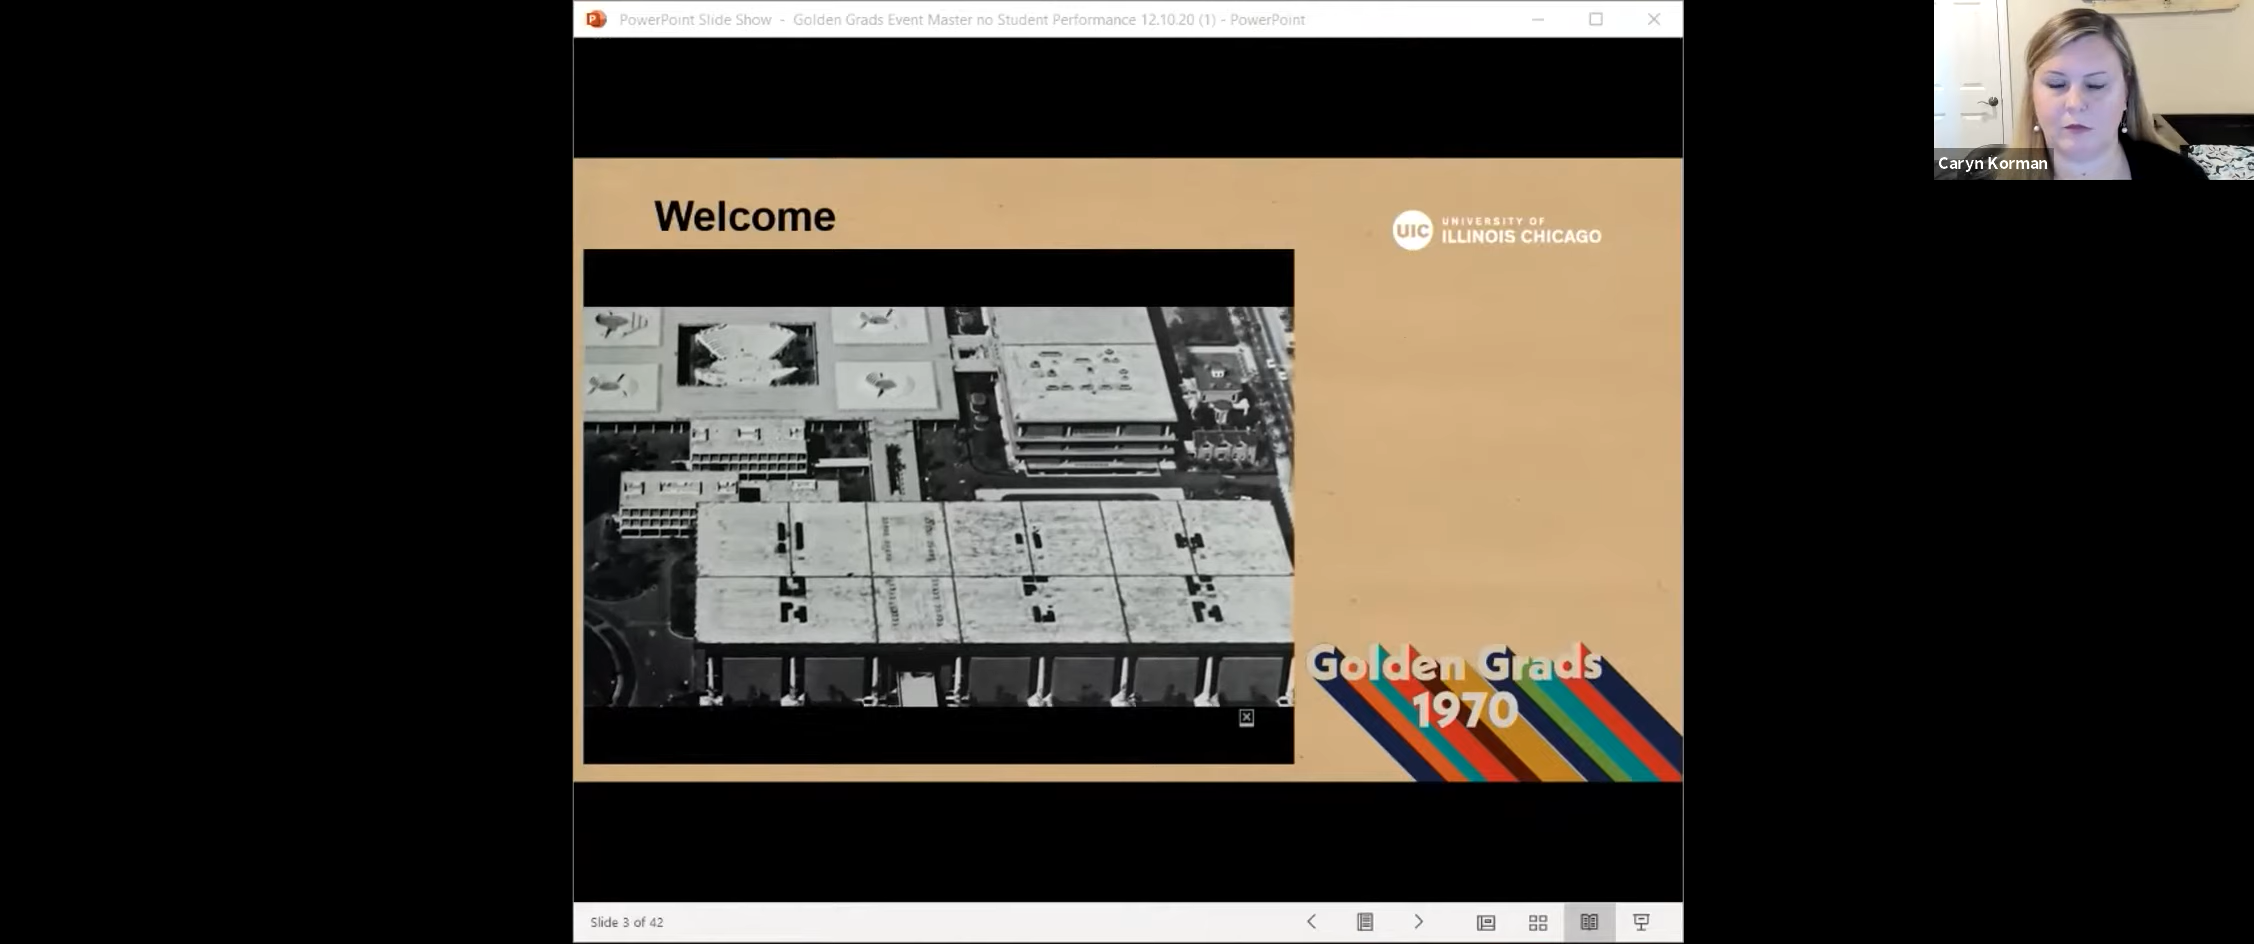 PowerPoint Slide Show - Golden Grads Event Master no Student Performance 12.10.20 (1) - PowerPoint
Caryn Korman
Welcome
UIC
UNIVERSITY OF
ILLINOIS CHICAGO
Golden Grads
1970
Slide 3 of 42